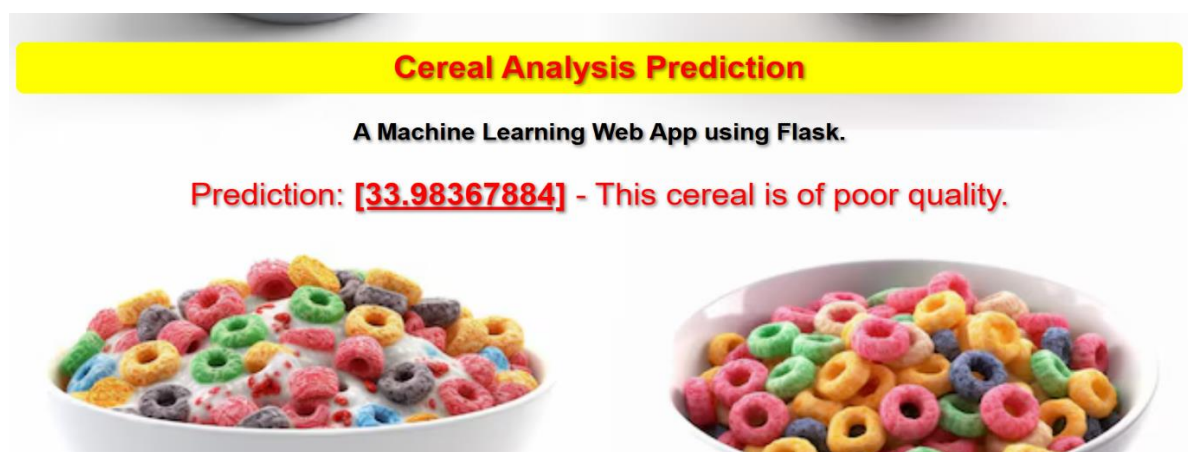 Cereal Analysis Prediction
A Machine Learning Web App using Flask.
Prediction: [33.98367884] - This cereal is of poor quality.